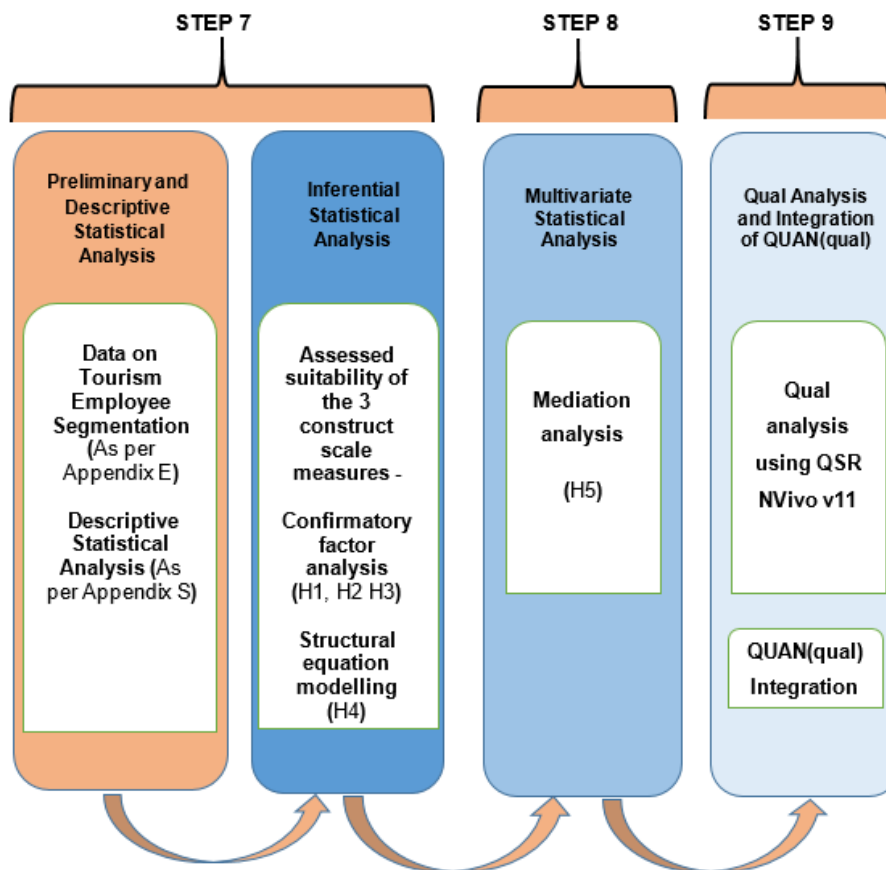 STEP 7
STEP 8
STEP 9
Preliminary and
Descriptive
Statistical
Analysis
Data on
Tourism
Employee
Segmentation
(As per
Appendix E)
Descriptive
Statistical
Analysis (As
per Appendix S)
Inferential
Statistical
Analysis
Assessed
suitability of
the 3
construct
scale
measures -
Confirmatory
factor
analysis
(H1, H2 H3)
Structural
equation
modelling
(H4)
Multivariate
Statistical
Analysis
Mediation
analysis
(H5)
Qual Analysis
and Integration
of QUAN(qual)
Qual
analysis
using QSR
NVivo v11
QUAN(qual)
Integration